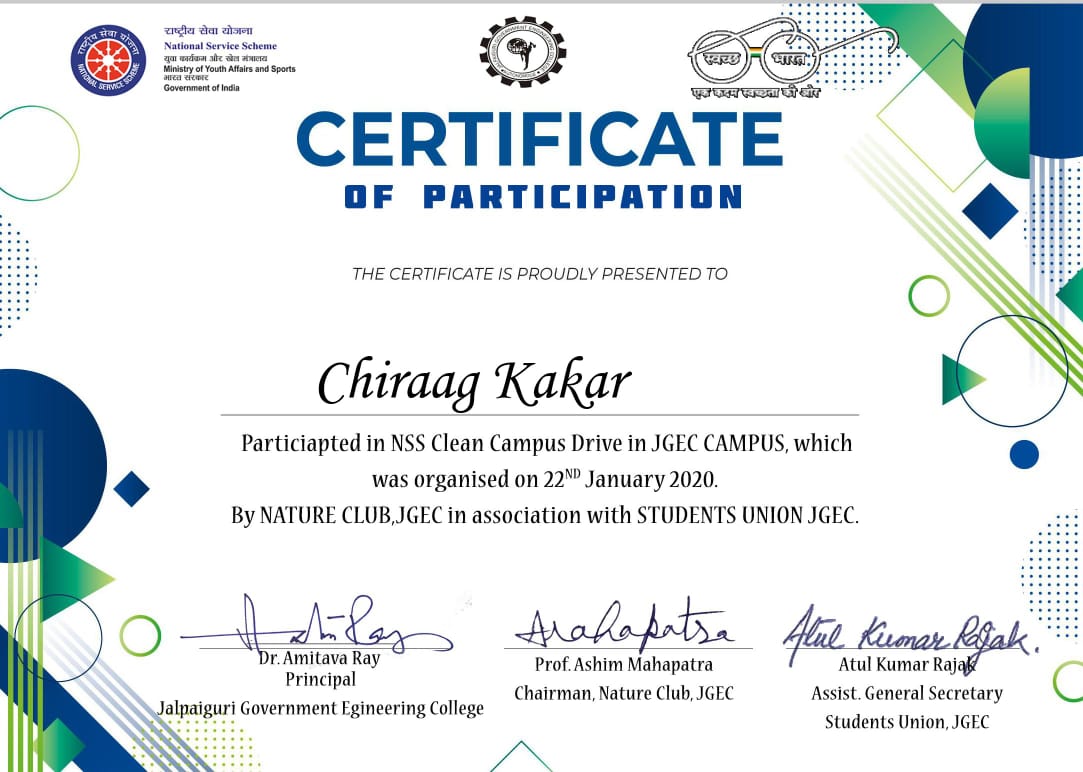 राष्ट्रीय सेवा योजना
National Service Scheme
युवा कार्यक्रम और खेल मंत्रालय
Ministry of Youth Affairs and Sports
भारत सरकार
Government of India
राष्ट्रीय सेवा योजना
NATIONAL SERVICE SCHEME
स्वच्छ भारत
एक कदम स्वच्छता की ओर
CERTIFICATE
OF PARTICIPATION
THE CERTIFICATE IS PROUDLY PRESENTED TO
Chiraag Kakar
Particiapted in NSS Clean Campus Drive in JGEC CAMPUS, which
was organised on 22ND January 2020.
By NATURE CLUB,JGEC in association with STUDENTS UNION JGEC.
Atul Kumar Rajak.
Dr. Amitava Ray
Principal
Jalpaiguri Government Egineering College
Prof. Ashim Mahapatra
Chairman, Nature Club, JGEC
Atul Kumar Rajak
Assist. General Secretary
Students Union, JGEC